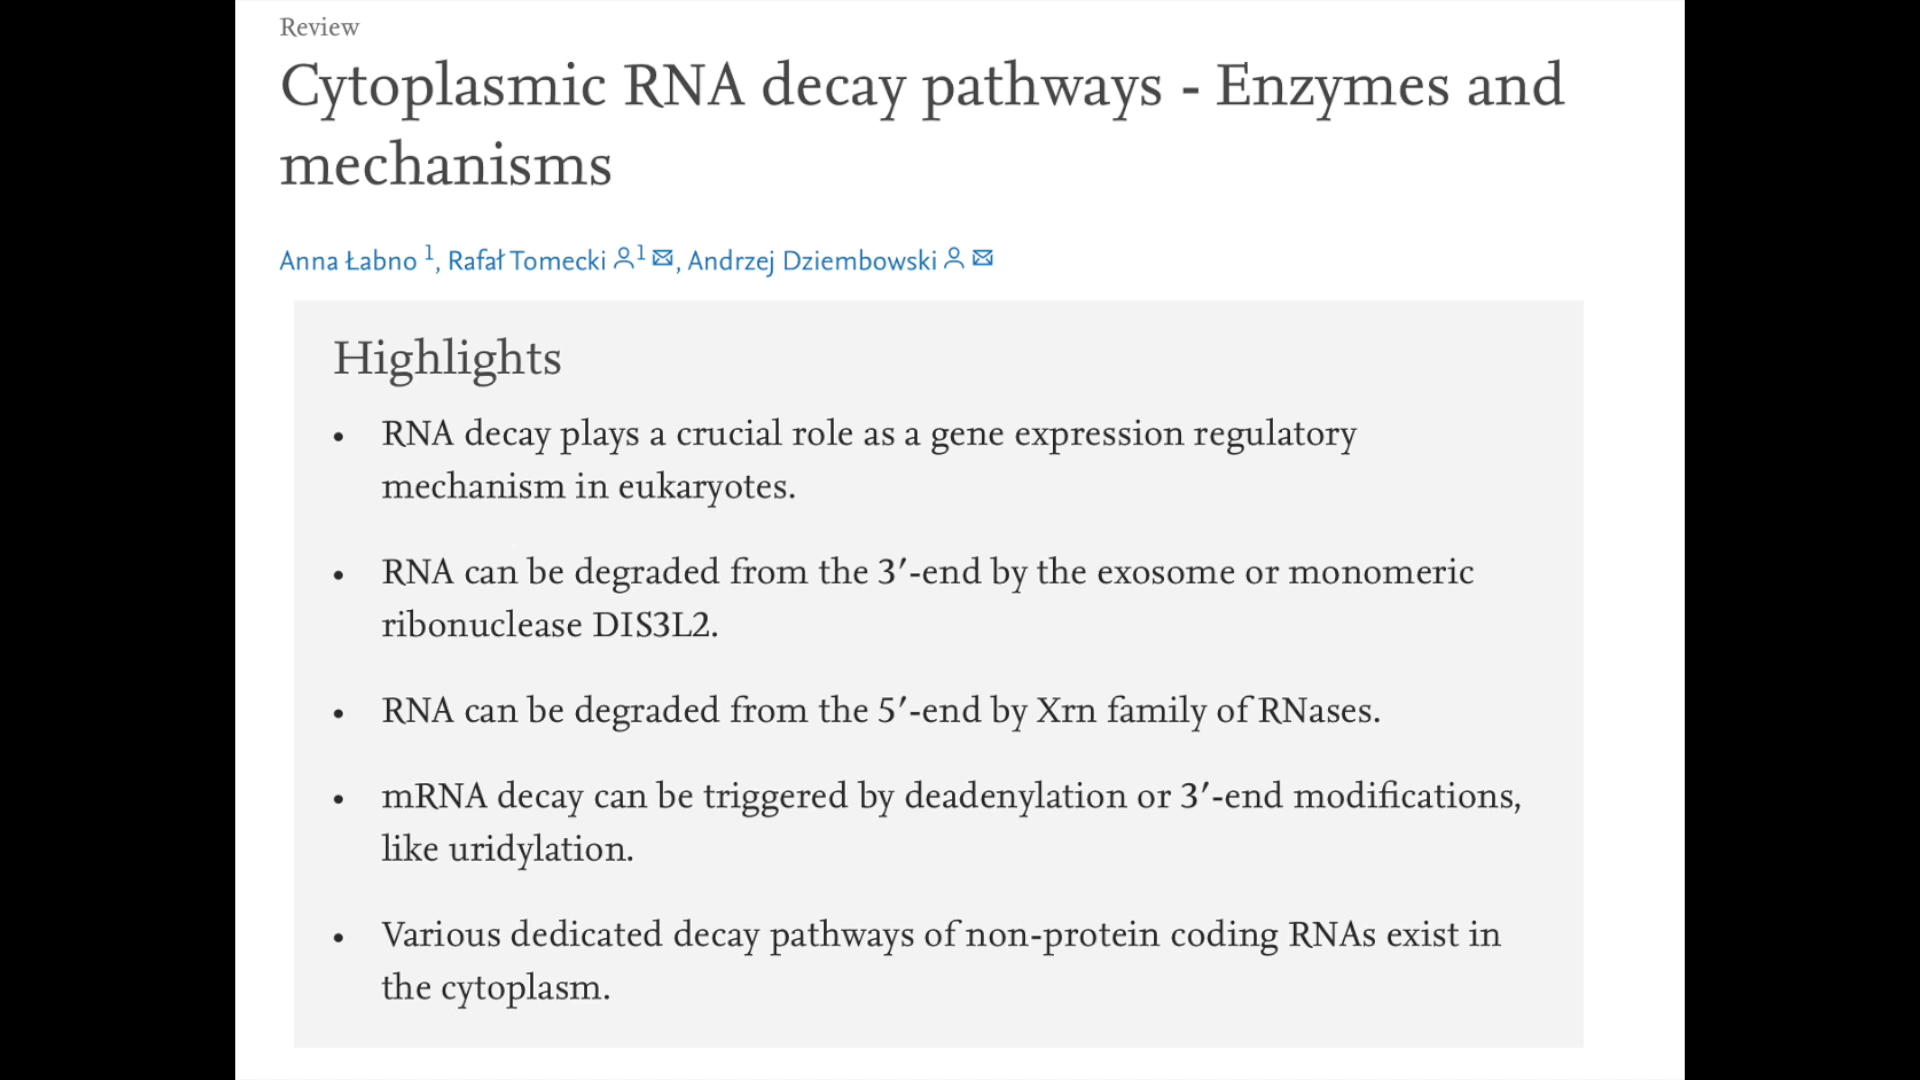 Review
Cytoplasmic RNA decay pathways - Enzymes and
mechanisms
Anna Łabno 1, Rafał Tomecki 1, Andrzej Dziembowski
Highlights
• RNA decay plays a crucial role as a gene expression regulatory
mechanism in eukaryotes.
• RNA can be degraded from the 3′-end by the exosome or monomeric
ribonuclease DIS3L2.
• RNA can be degraded from the 5′-end by Xrn family of RNases.
• mRNA decay can be triggered by deadenylation or 3′-end modifications,
like uridylation.
• Various dedicated decay pathways of non-protein coding RNAs exist in
the cytoplasm.